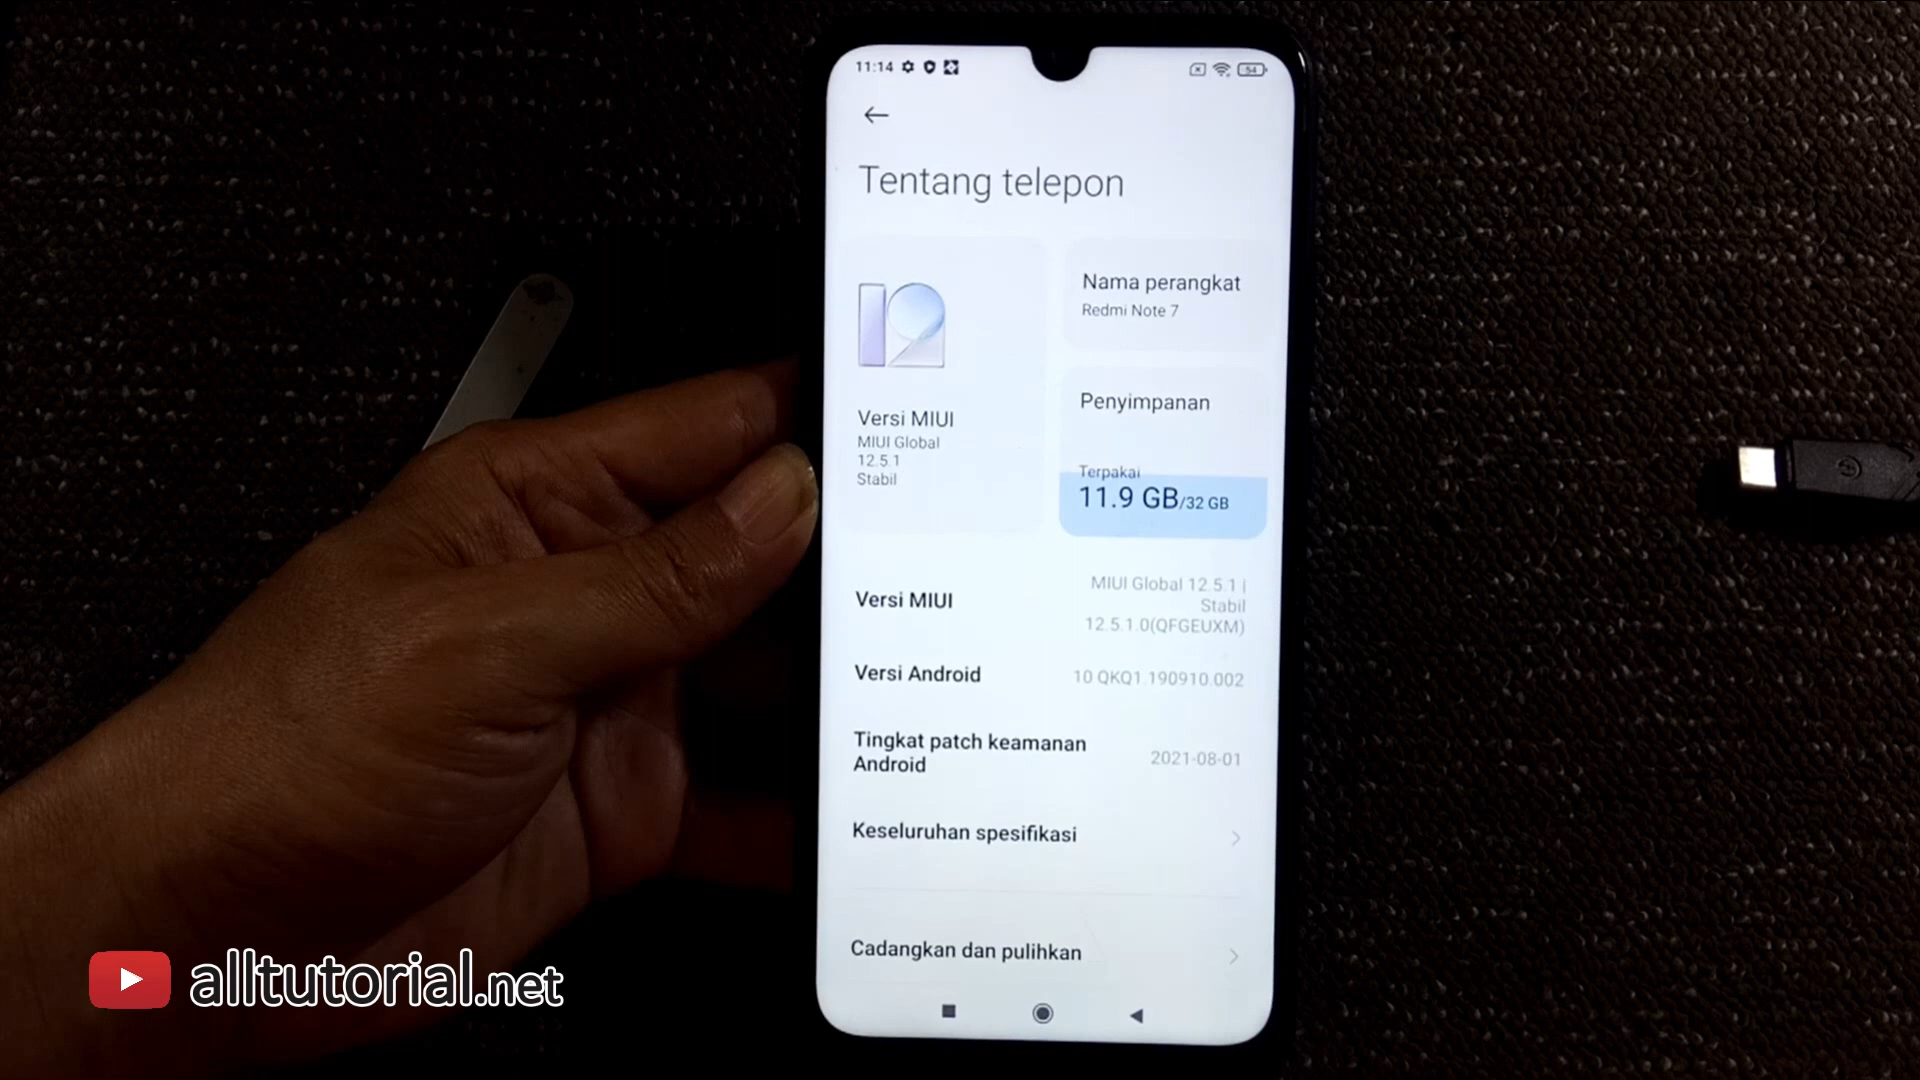 11:14
54
Tentang telepon
12
Versi MIUI
MIUI Global
12.5.1
Stabil
Nama perangkat
Redmi Note 7
Penyimpanan
Terpakai
11.9 GB/32 GB
Versi MIUI
MIUI Global 12.5.1 |
Stabil
12.5.1.0(QFGEUXM)
Versi Android
10 QKQ1.190910.002
Tingkat patch keamanan
Android
2021-08-01
Keseluruhan spesifikasi
Cadangkan dan pulihkan
alltutorial.net